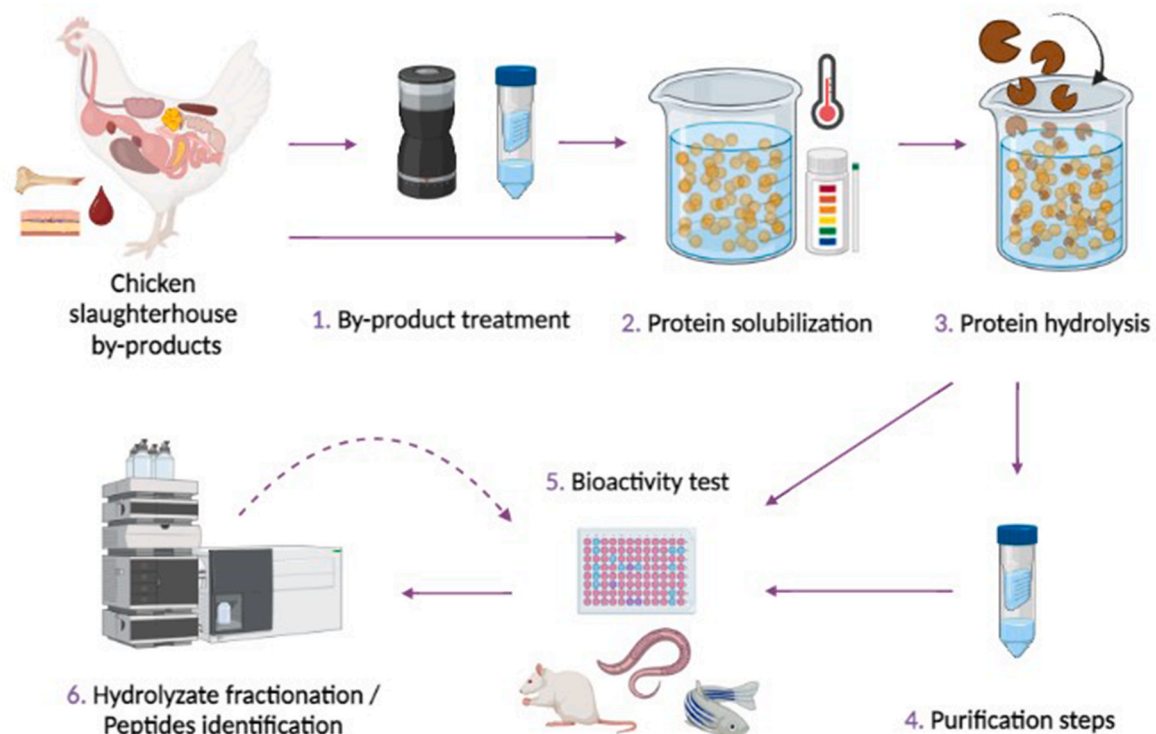 Chicken
slaughterhouse
by-products
1. By-product treatment
2. Protein solubilization
3. Protein hydrolysis
5. Bioactivity test
6. Hydrolyzate fractionation /
Peptides identification
4. Purification steps